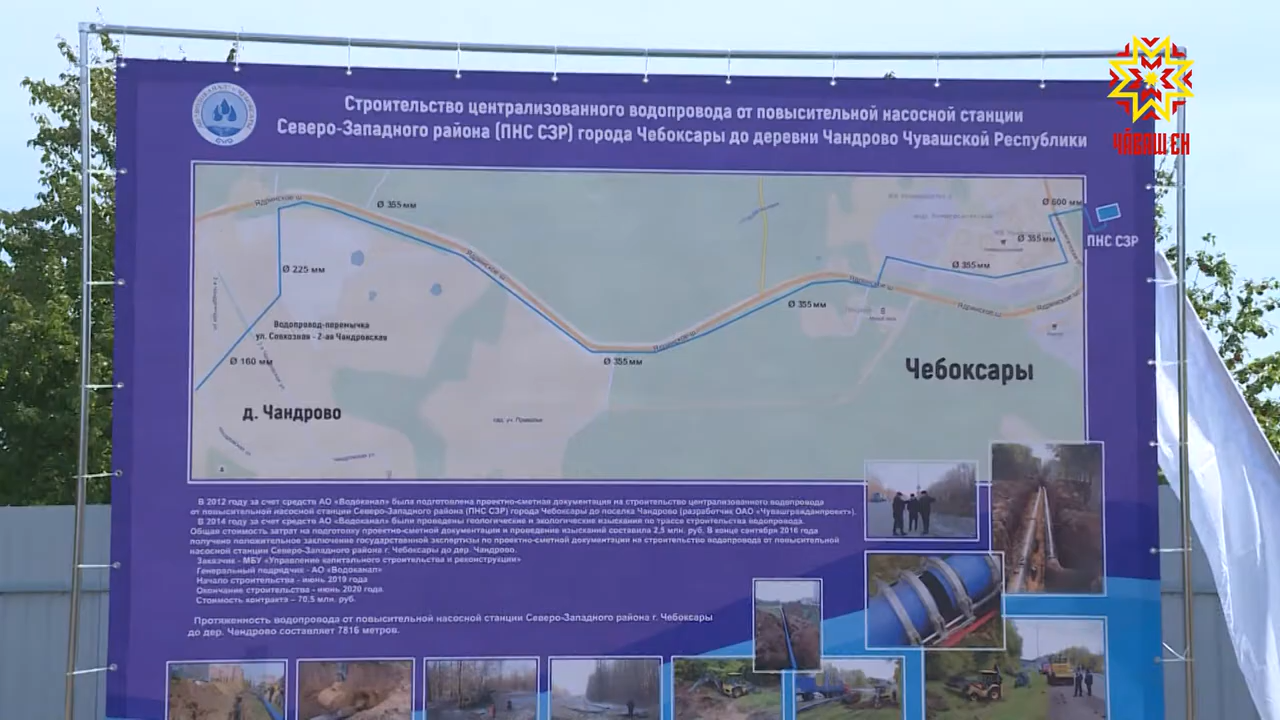 ЧӐВАШ ЕН
Строительство централизованного водопровода от повысительной насосной станции
Северо-Западного района (ПНС СЗР) города Чебоксары до деревни Чандрово Чувашской Республики
Ядринское ш.
Ø 355 мм
Ø 600 мм
ПНС СЗР
Ø 355 мм
Ядринское ш.
Ø 355 мм
Ø 225 мм
Ø 355 мм
Ядринское ш.
Ядринское ш.
Ядринское ш.
Водопровод-перемычка
ул. Совхозная - 2-ая Чандровская
Ядринское ш.
Ø 160 мм
Ø 355 мм
Чебоксары
д. Чандрово
В 2012 году за счет средств АО «Водоканал» была подготовлена проектно-сметная документация на строительство централизованного водопровода
от повысительной насосной станции Северо-Западного района (ПНС СЗР) города Чебоксары до поселка Чандрово (разработчик ОАО «Чувашгражданпроект»).
В 2014 году за счет средств АО «Водоканал» были проведены геологические и экологические изыскания по трассе строительства водопровода.
Общая стоимость затрат на подготовку проектно-сметной документации и проведение изысканий составила 2,5 млн. руб. В конце сентября 2016 года
получено положительное заключение государственной экспертизы по проектно-сметной документации на строительство водопровода от повысительной
насосной станции Северо-Западного района г. Чебоксары до дер. Чандрово.
Заказчик - МБУ «Управление капитального строительства и реконструкции»
Генеральный подрядчик - АО «Водоканал»
Начало строительства - июнь 2019 года
Окончание строительства - июнь 2020 года.
Стоимость контракта – 70,5 млн. руб.
Протяженность водопровода от повысительной насосной станции Северо-Западного района г. Чебоксары
до дер. Чандрово составляет 7816 метров.